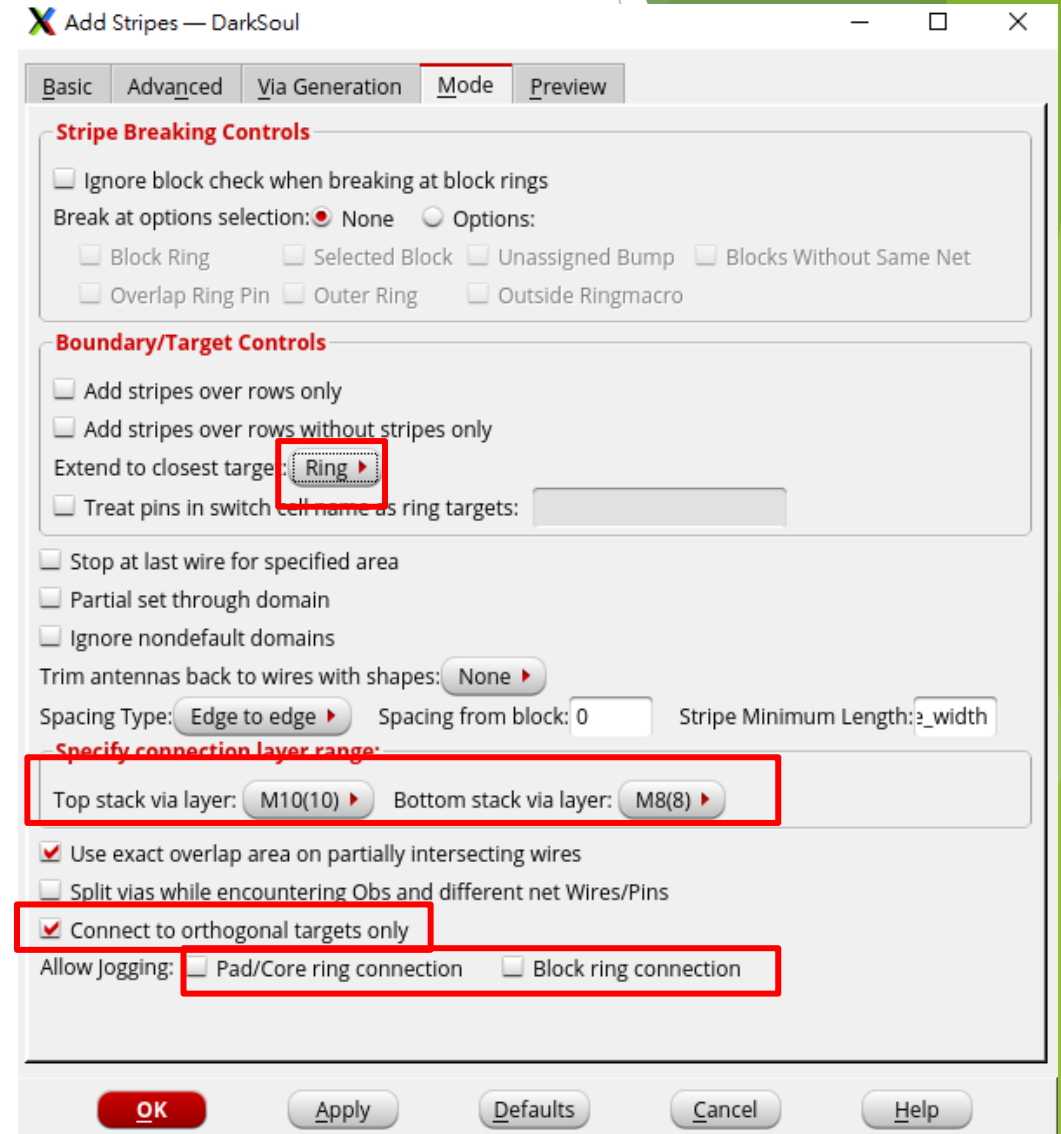 Add Stripes — DarkSoul
Basic Advanced Via Generation Mode Preview
Stripe Breaking Controls
Ignore block check when breaking at block rings
Break at options selection: None Options:
Block Ring Selected Block Unassigned Bump Blocks Without Same Net
Overlap Ring Pin Outer Ring Outside Ringmacro
Boundary/Target Controls
Add stripes over rows only
Add stripes over rows without stripes only
Extend to closest target: Ring
Treat pins in switch cell name as ring targets:
Stop at last wire for specified area
Partial set through domain
Ignore nondefault domains
Trim antennas back to wires with shapes: None
Spacing Type: Edge to edge Spacing from block: 0 Stripe Minimum Length: e_width
Specify connection layer range:
Top stack via layer: M10(10) Bottom stack via layer: M8(8)
Use exact overlap area on partially intersecting wires
Split vias while encountering Obs and different net Wires/Pins
Connect to orthogonal targets only
Allow Jogging: Pad/Core ring connection Block ring connection
OK Apply Defaults Cancel Help